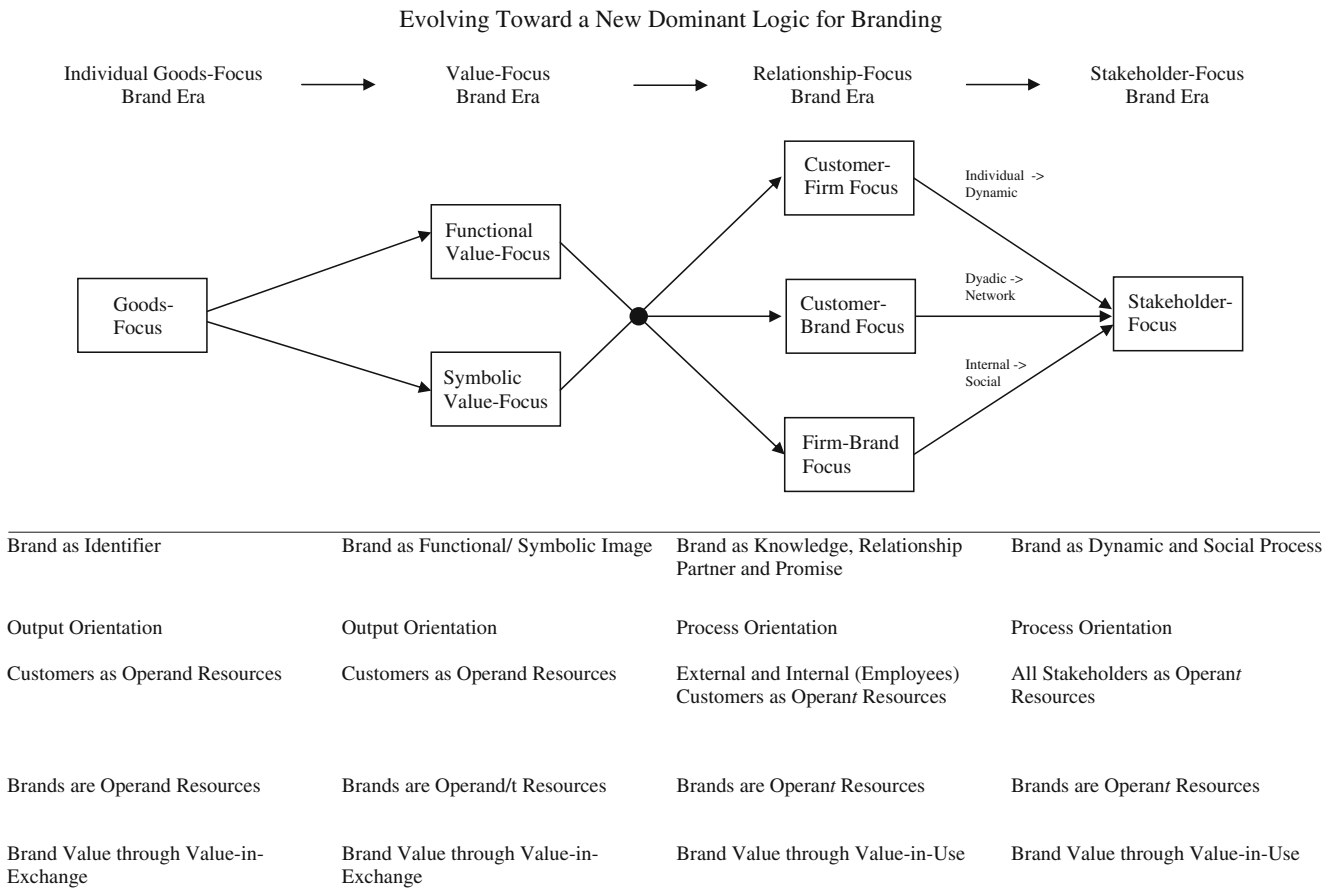 Evolving Toward a New Dominant Logic for Branding
Individual Goods-Focus
Brand Era
Value-Focus
Brand Era
Relationship-Focus
Brand Era
Stakeholder-Focus
Brand Era
Goods-
Focus
Functional
Value-Focus
Symbolic
Value-Focus
Customer-
Firm Focus
Customer-
Brand Focus
Firm-Brand
Focus
Individual ->
Dynamic
Dyadic ->
Network
Internal ->
Social
Stakeholder-
Focus
Brand as Identifier
Brand as Functional/ Symbolic Image
Brand as Knowledge, Relationship
Partner and Promise
Brand as Dynamic and Social Process
Output Orientation
Output Orientation
Process Orientation
Process Orientation
Customers as Operand Resources
Customers as Operand Resources
External and Internal (Employees)
Customers as Operant Resources
All Stakeholders as Operant
Resources
Brands are Operand Resources
Brands are Operand/t Resources
Brands are Operant Resources
Brands are Operant Resources
Brand Value through Value-in-
Exchange
Brand Value through Value-in-
Exchange
Brand Value through Value-in-Use
Brand Value through Value-in-Use